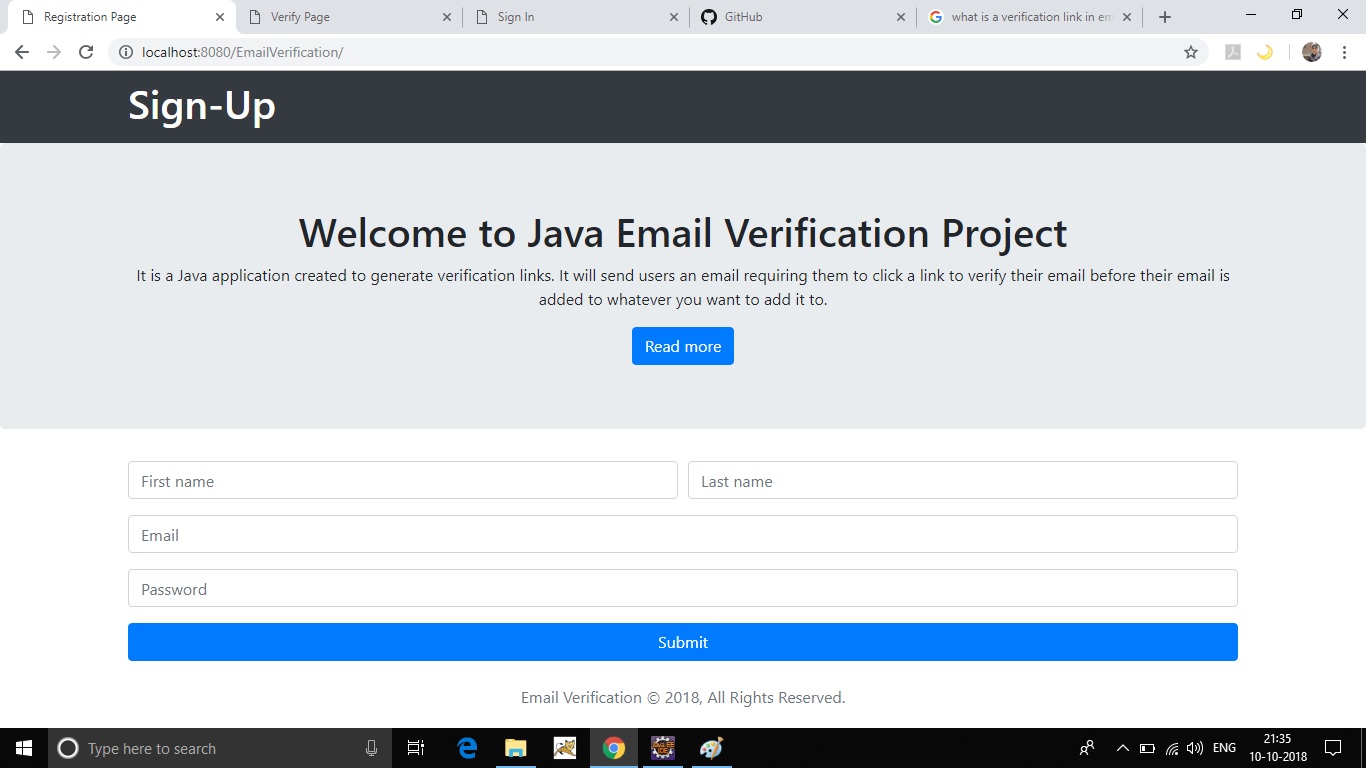 Registration Page
Verify Page
Sign In
GitHub
what is a verification link in em
localhost:8080/EmailVerification/
Sign-Up
Welcome to Java Email Verification Project
It is a Java application created to generate verification links. It will send users an email requiring them to click a link to verify their email before their email is
added to whatever you want to add it to.
Read more
First name
Last name
Email
Password
Submit
Email Verification © 2018, All Rights Reserved.
Type here to search
ENG
21:35
10-10-2018